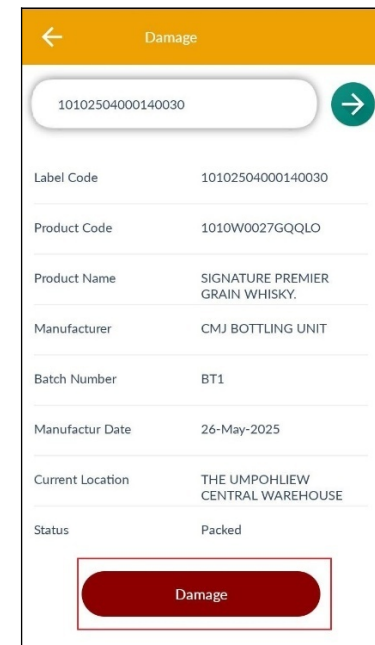 Damage
10102504000140030
Label Code 10102504000140030
Product Code 1010W0027GQQLO
Product Name SIGNATURE PREMIER
GRAIN WHISKY.
Manufacturer CMJ BOTTLING UNIT
Batch Number BT1
Manufactur Date 26-May-2025
Current Location THE UMPOHLIEW
CENTRAL WAREHOUSE
Status Packed
Damage